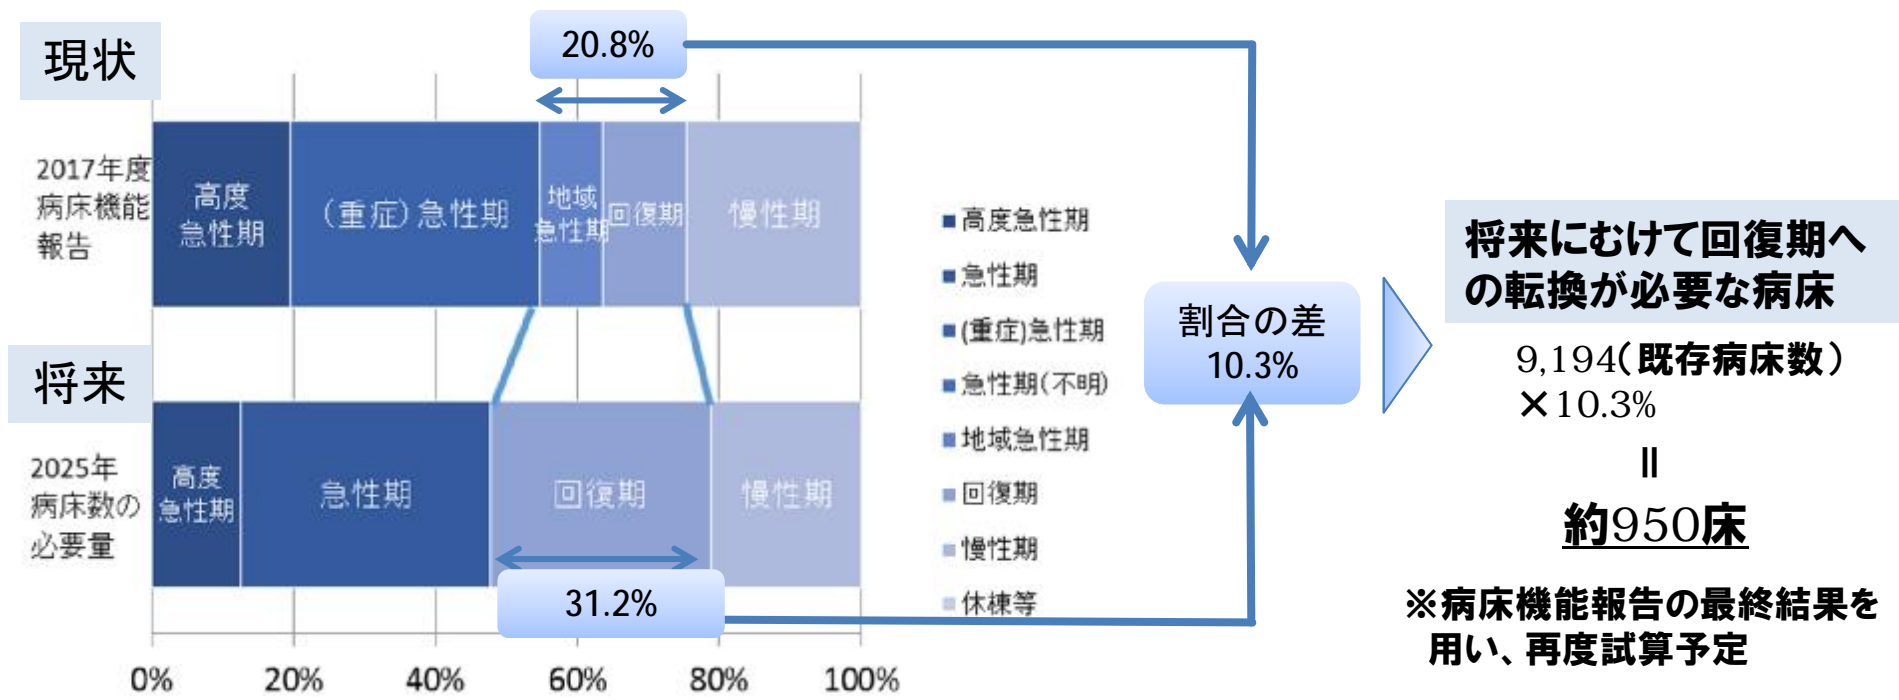 現状
20.8%
2017年度
病床機能
報告
高度
急性期
(重症)急性期
地域
急性期
回復期
慢性期
将来
2025年
病床数の
必要量
高度
急性期
急性期
回復期
慢性期
31.2%
0%
20%
40%
60%
80%
100%
高度急性期
急性期
(重症)急性期
急性期(不明)
地域急性期
回復期
慢性期
休棟等
割合の差
10.3%
将来にむけて回復期へ
の転換が必要な病床
9,194(既存病床数)
×10.3%
=
約950床
※病床機能報告の最終結果を
用い、再度試算予定